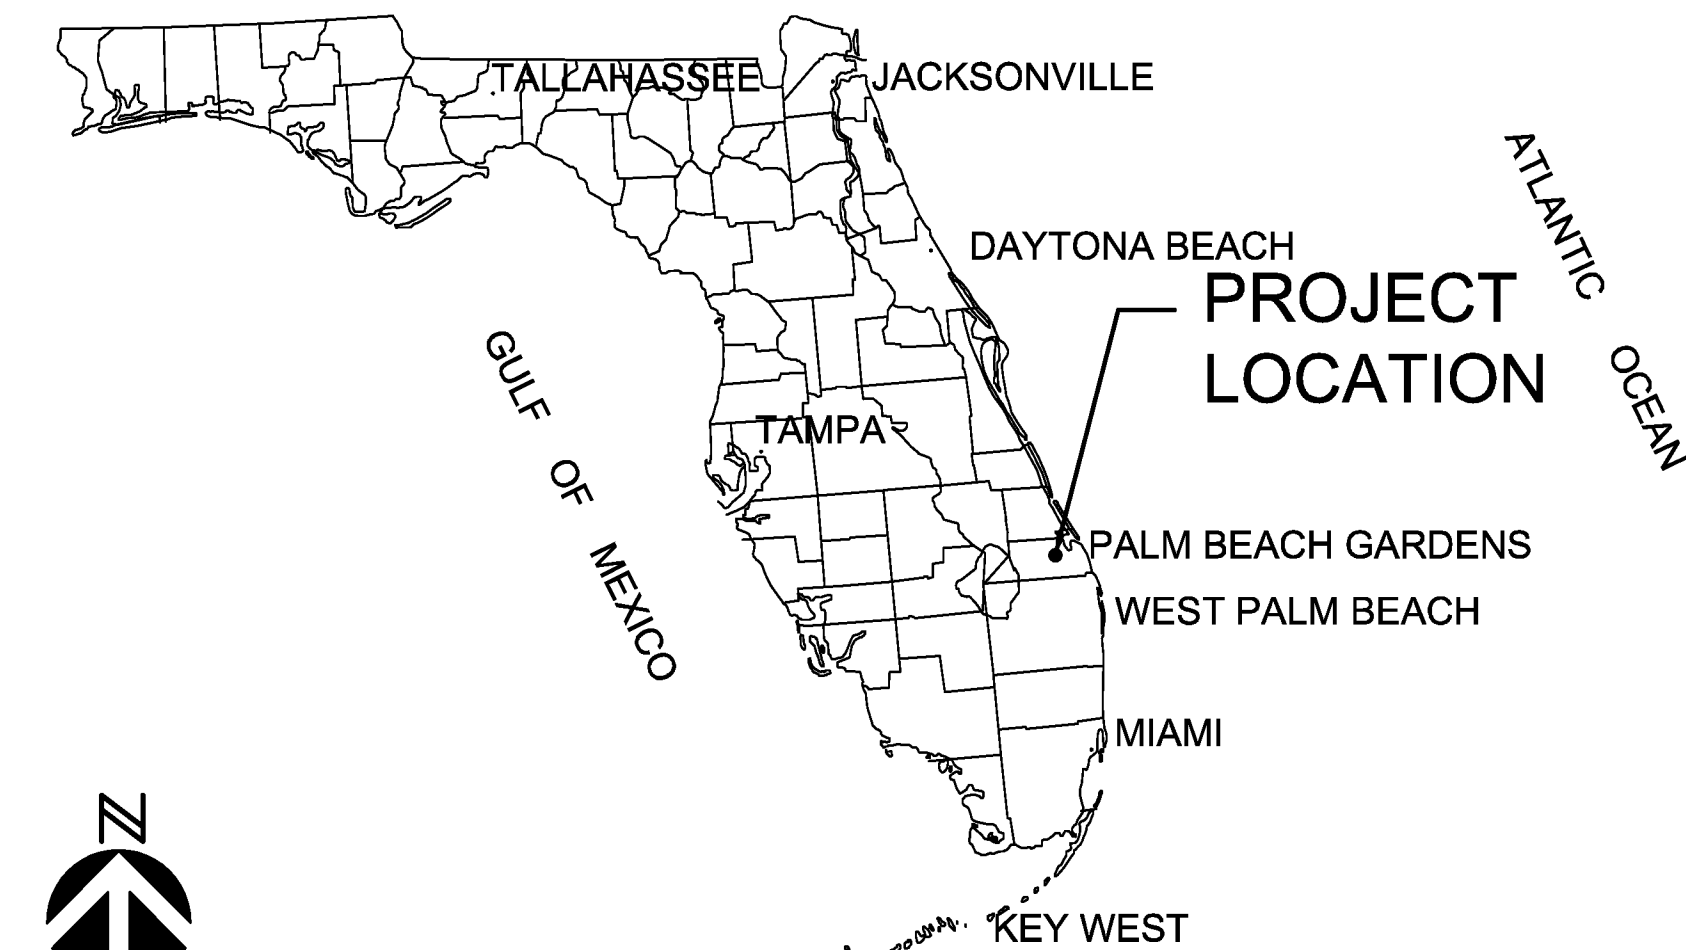 TALLAHASSEE
JACKSONVILLE
ATLANTIC OCEAN
DAYTONA BEACH
PROJECT
LOCATION
GULF OF MEXICO
TAMPA
PALM BEACH GARDENS
WEST PALM BEACH
MIAMI
N
KEY WEST